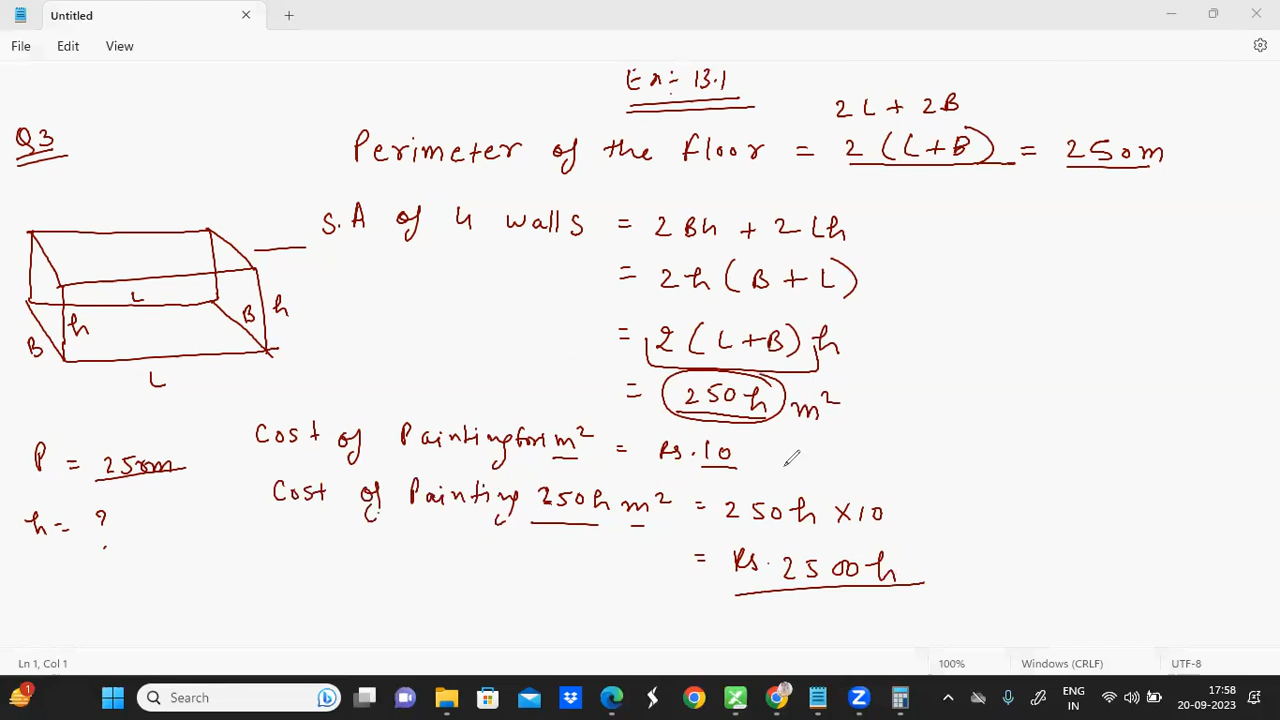 Untitled
File Edit View
Ex:- 13.1
Q3
2L + 2B
Perimeter of the floor = 2 (L+B) = 250m
S.A of 4 walls = 2Bh + 2Lh
= 2h (B + L)
= 2 (L+B) h
= 250h m²
L
B
h
B
h
L
P = 250m
h = ?
Cost of Painting for m² = Rs. 10
Cost of Painting 250h m² = 250h × 10
= Rs. 2500h
Ln 1, Col 1
100%
Windows (CRLF)
UTF-8
1
Search
ENG
IN
17:58
20-09-2023